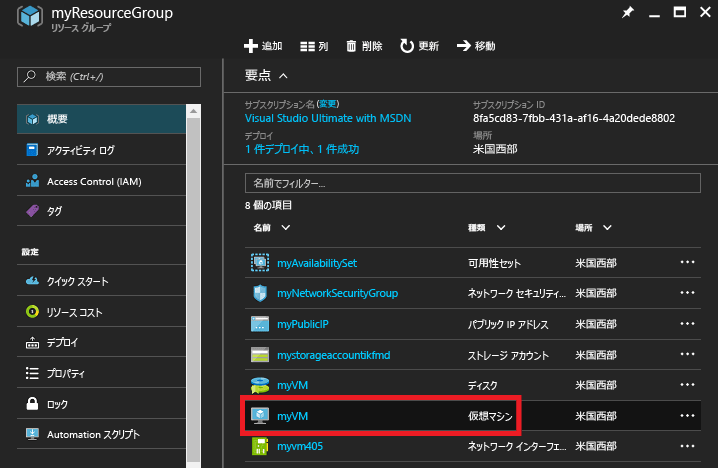 myResourceGroup
リソース グループ
追加 列 削除 更新 移動
検索 (Ctrl+/)
概要
アクティビティ ログ
Access Control (IAM)
タグ
設定
クイック スタート
リソース コスト
デプロイ
プロパティ
ロック
Automation スクリプト
要点
サブスクリプション名 (変更) サブスクリプション ID
Visual Studio Ultimate with MSDN 8fa5cd83-7fbb-431a-af16-4a20dede8802
デプロイ 場所
1 件デプロイ中、1 件成功 米国西部
名前でフィルター...
8 個の項目
名前 種類 場所
myAvailabilitySet 可用性セット 米国西部 ...
myNetworkSecurityGroup ネットワーク セキュリティ... 米国西部 ...
myPublicIP パブリック IP アドレス 米国西部 ...
mystorageaccountikfmd ストレージ アカウント 米国西部 ...
myVM ディスク 米国西部 ...
myVM 仮想マシン 米国西部 ...
myvm405 ネットワーク インターフェ... 米国西部 ...